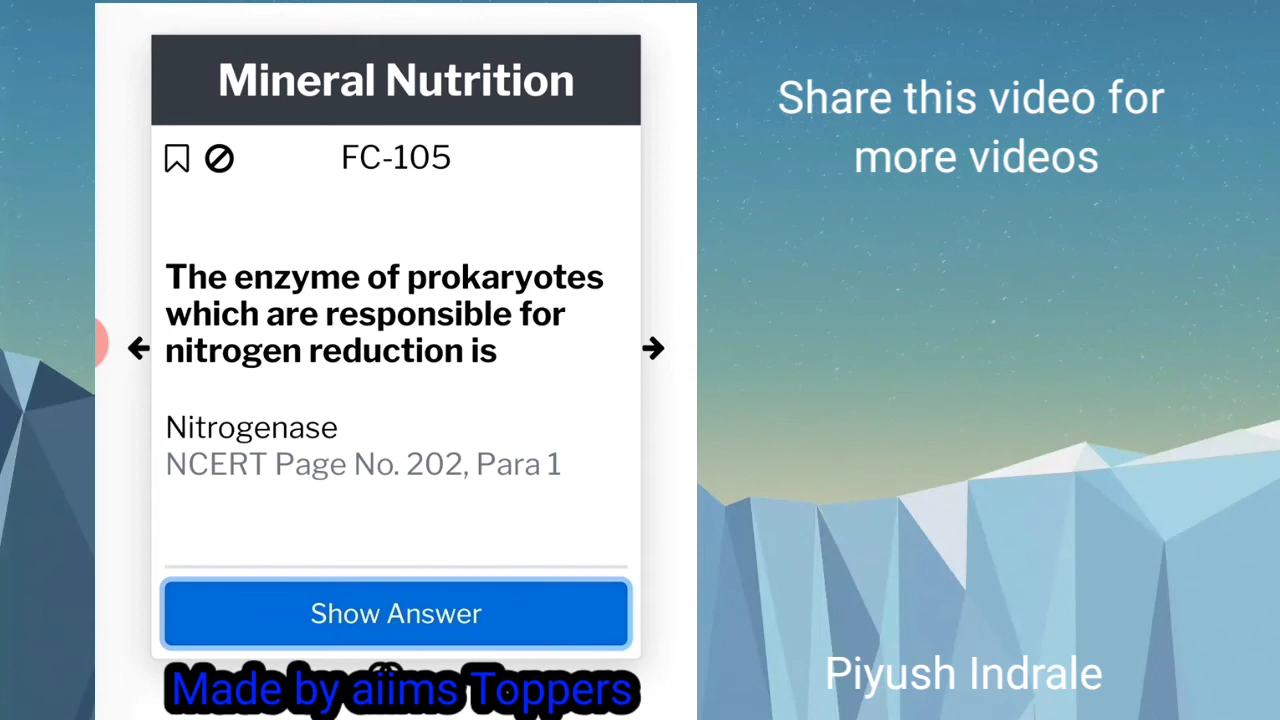 Mineral Nutrition
FC-105
The enzyme of prokaryotes
which are responsible for
nitrogen reduction is
Nitrogenase
NCERT Page No. 202, Para 1
Show Answer
Made by aiims Toppers
Share this video for
more videos
Piyush Indrale